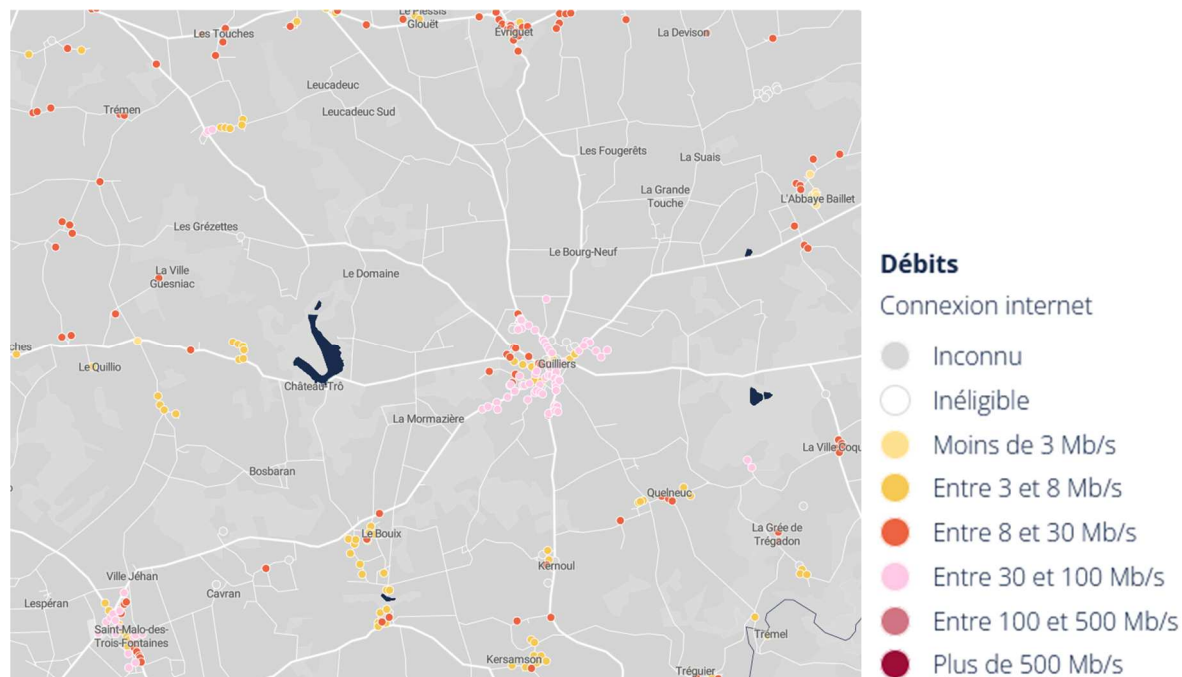 Le Plessis
Glouët
Évriguet
La Devison
Les Touches
Leucadeuc
Leucadeuc Sud
Trémen
Les Fougerêts
La Suais
La Grande
Touche
L'Abbaye Baillet
Les Grézettes
Le Bourg-Neuf
La Ville
Guesniac
Le Domaine
ches
Le Quillio
Guilliers
Château Trô
La Mormazière
La Ville Coqu
Bosbaran
Quelneuc
Le Bouix
La Grée de
Trégadon
Kernoul
Ville Jéhan
Cavran
Lespéran
Saint-Malo-des-
Trois-Fontaines
Kersamson
Trémel
Tréguier
Débits
Connexion internet
Inconnu
Inéligible
Moins de 3 Mb/s
Entre 3 et 8 Mb/s
Entre 8 et 30 Mb/s
Entre 30 et 100 Mb/s
Entre 100 et 500 Mb/s
Plus de 500 Mb/s